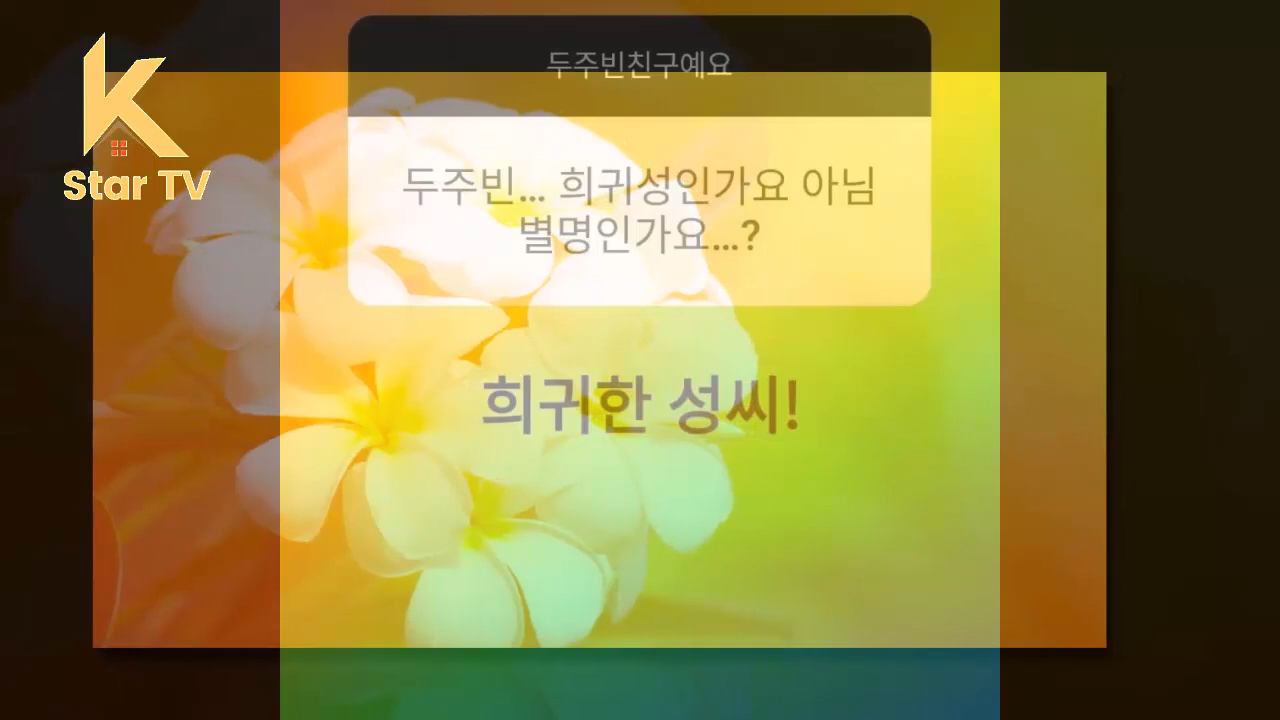 K
Star TV
두주빈친구예요
두주빈... 희귀성인가요 아님
별명인가요...?
희귀한 성씨!